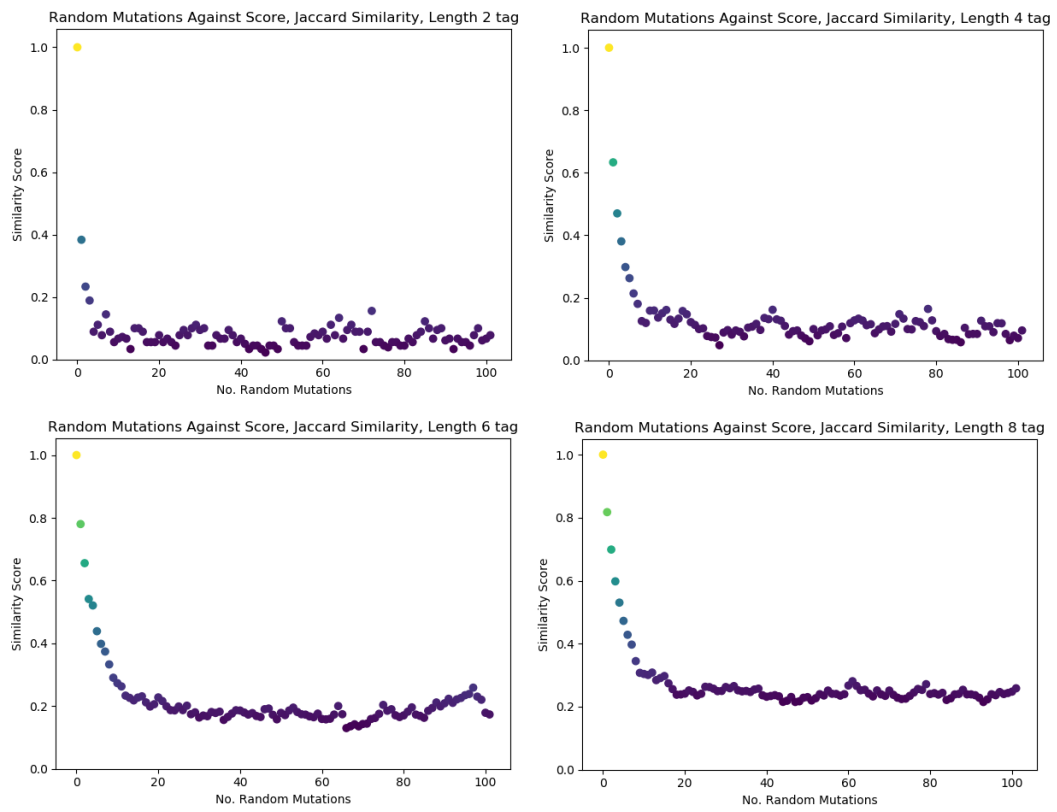 Random Mutations Against Score, Jaccard Similarity, Length 2 tag
1.0
0.8
0.6
0.4
0.2
0.0
Similarity Score
0 20 40 60 80 100
No. Random Mutations
Random Mutations Against Score, Jaccard Similarity, Length 4 tag
1.0
0.8
0.6
0.4
0.2
0.0
Similarity Score
0 20 40 60 80 100
No. Random Mutations
Random Mutations Against Score, Jaccard Similarity, Length 6 tag
1.0
0.8
0.6
0.4
0.2
0.0
Similarity Score
0 20 40 60 80 100
No. Random Mutations
Random Mutations Against Score, Jaccard Similarity, Length 8 tag
1.0
0.8
0.6
0.4
0.2
0.0
Similarity Score
0 20 40 60 80 100
No. Random Mutations